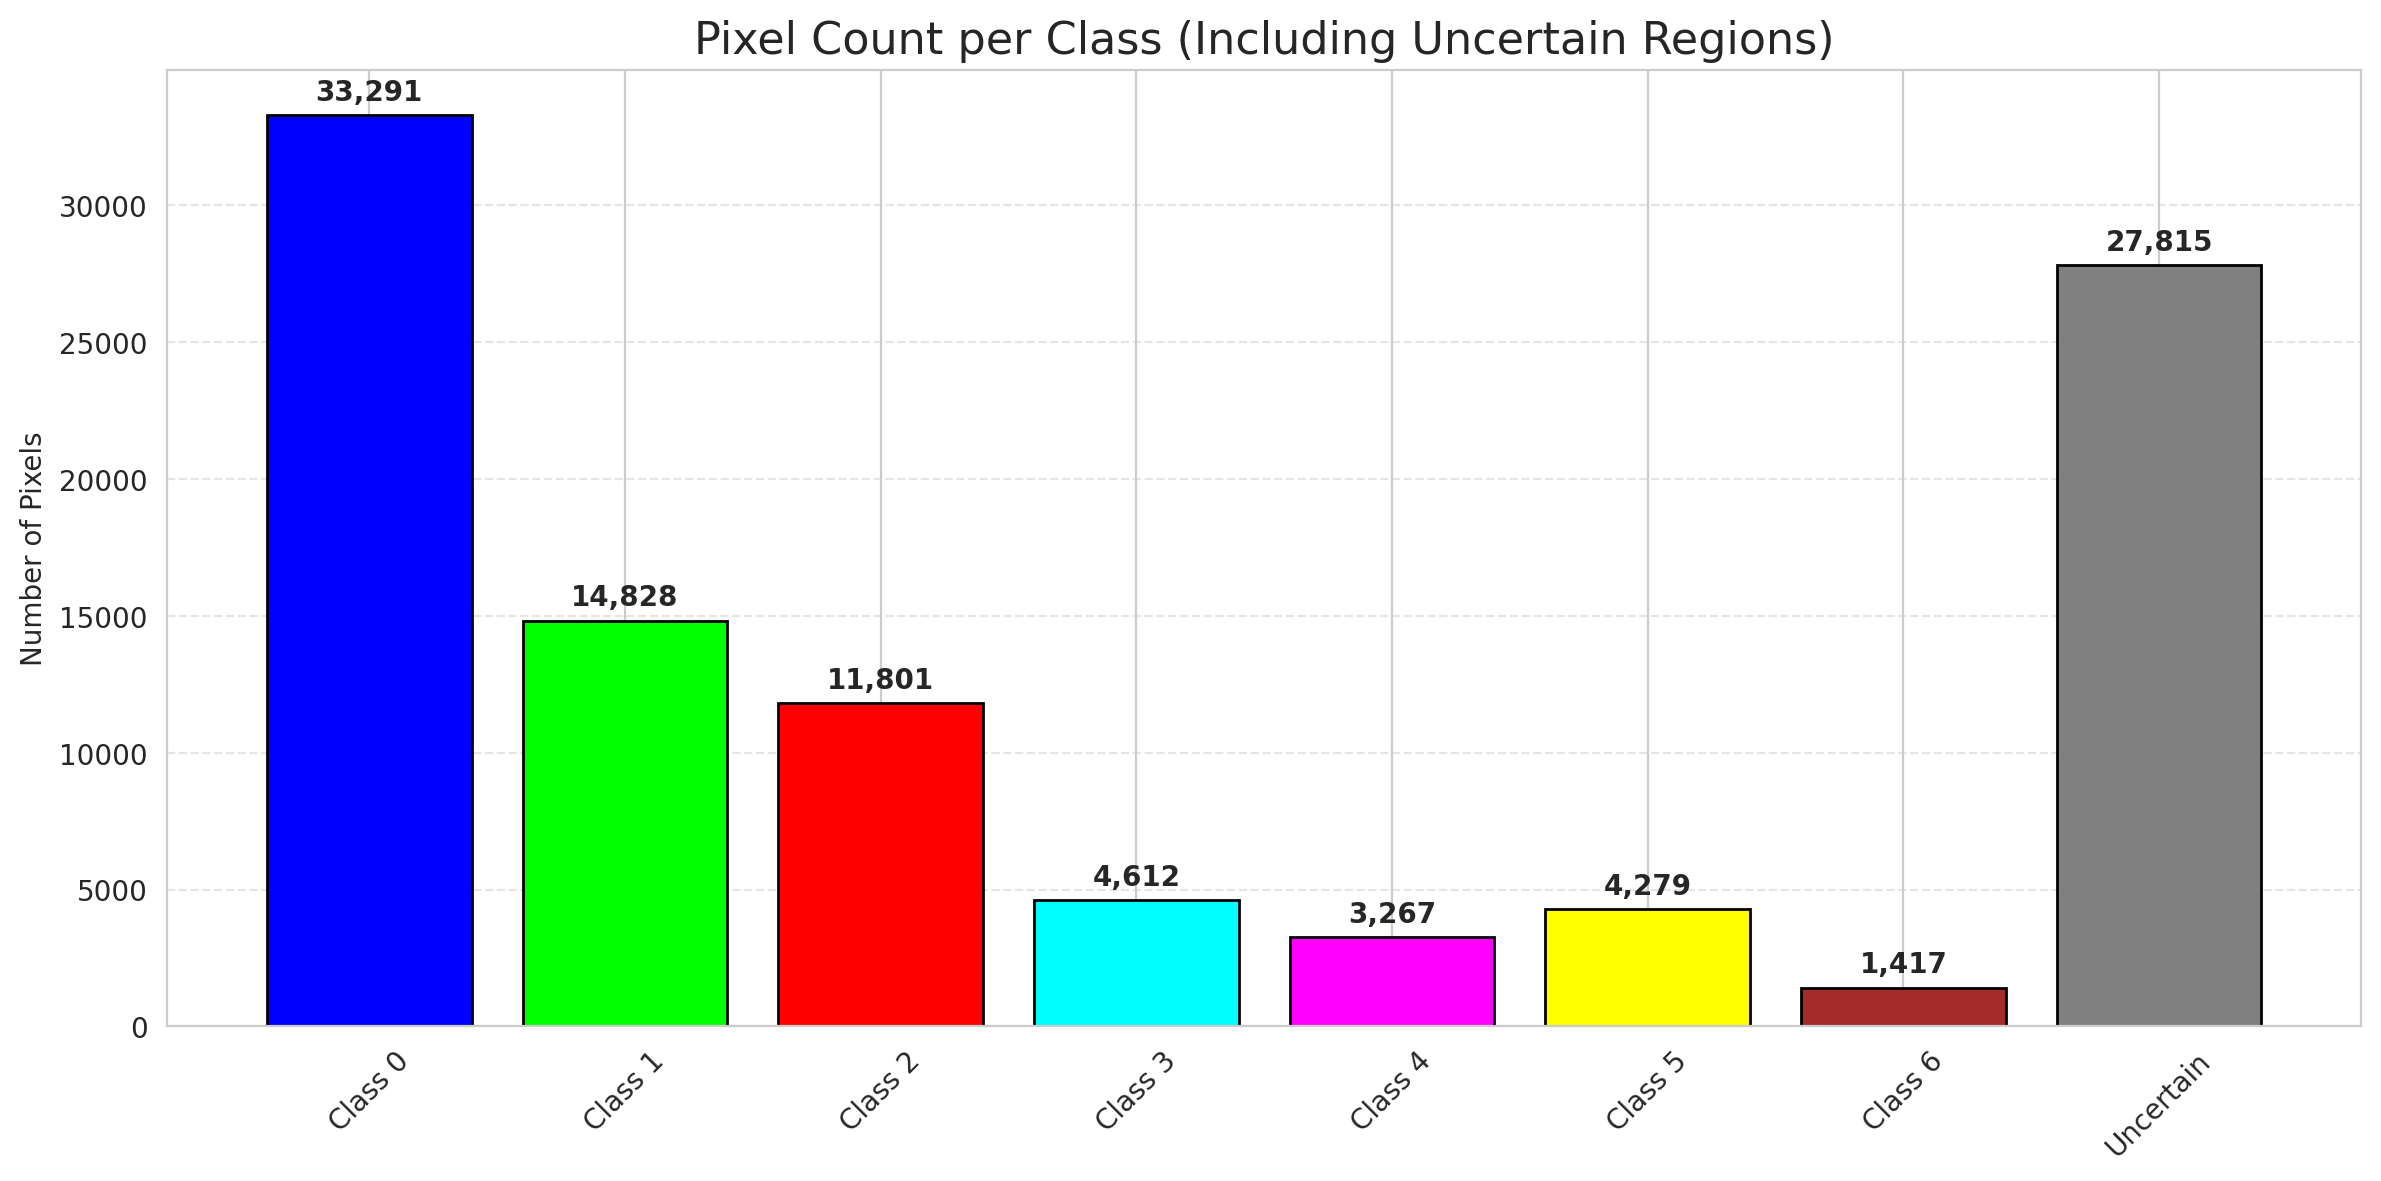 Pixel Count per Class (Including Uncertain Regions)
33,291
14,828
11,801
4,612
3,267
4,279
1,417
27,815
Number of Pixels
30000
25000
20000
15000
10000
5000
0
Class 0
Class 1
Class 2
Class 3
Class 4
Class 5
Class 6
Uncertain